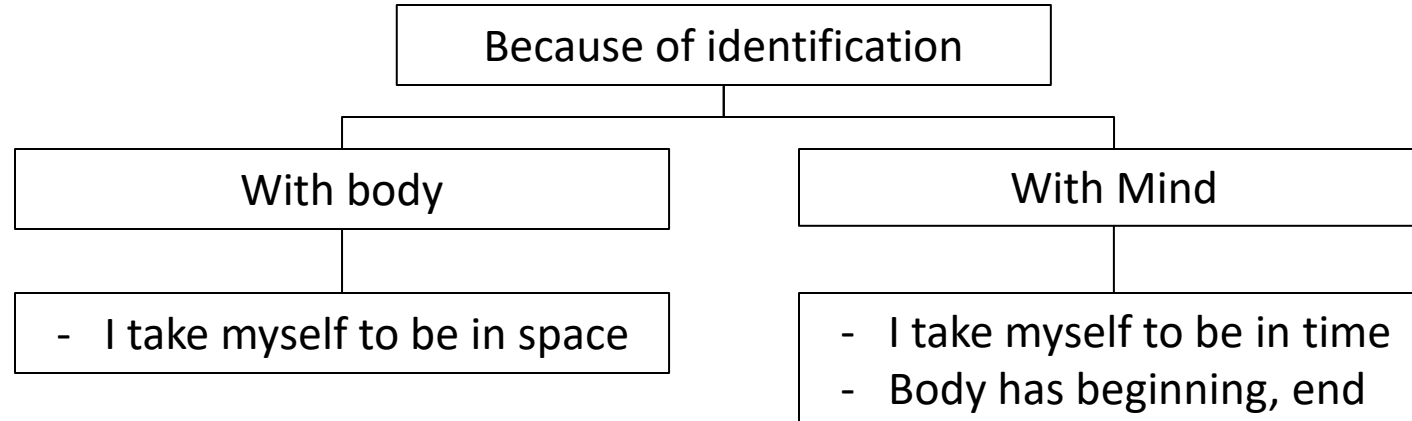 Because of identification
With body
With Mind
- I take myself to be in space
- I take myself to be in time
- Body has beginning, end